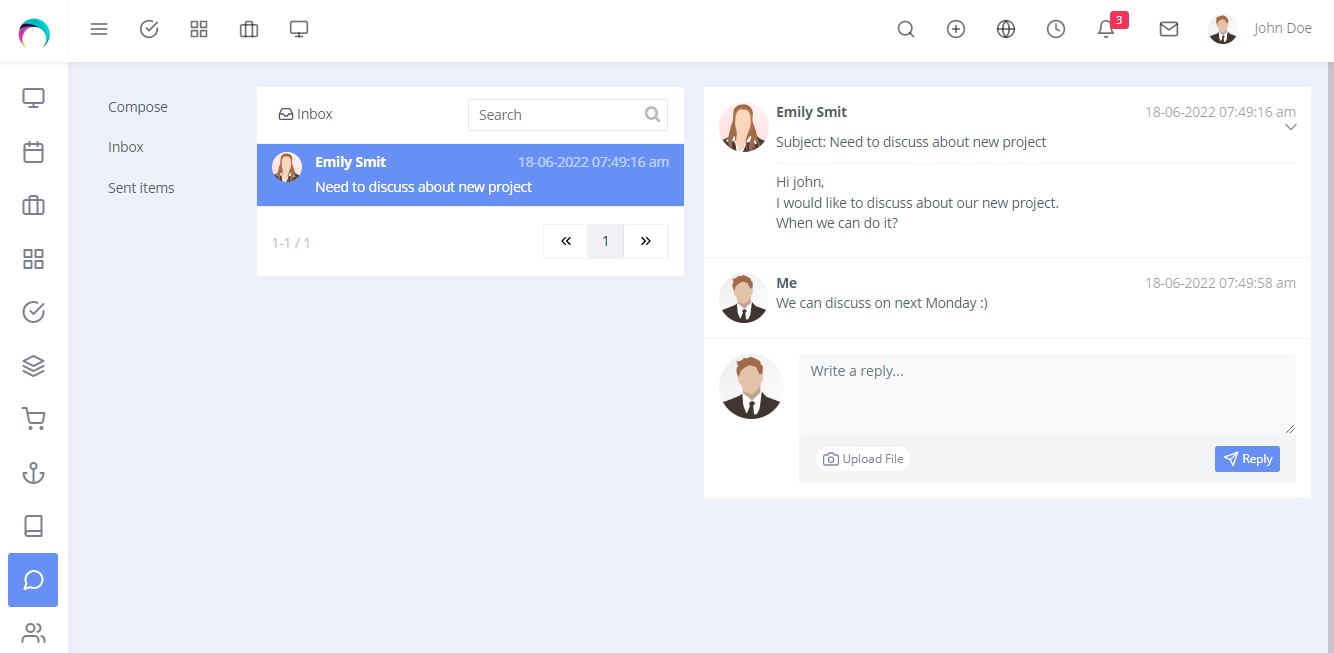 3
John Doe
Compose
Inbox
Sent items
Inbox
Search
Emily Smit 18-06-2022 07:49:16 am
Need to discuss about new project
1-1 / 1
« 1 »
Emily Smit 18-06-2022 07:49:16 am
Subject: Need to discuss about new project
Hi john,
I would like to discuss about our new project.
When we can do it?
Me 18-06-2022 07:49:58 am
We can discuss on next Monday :)
Write a reply...
Upload File
Reply